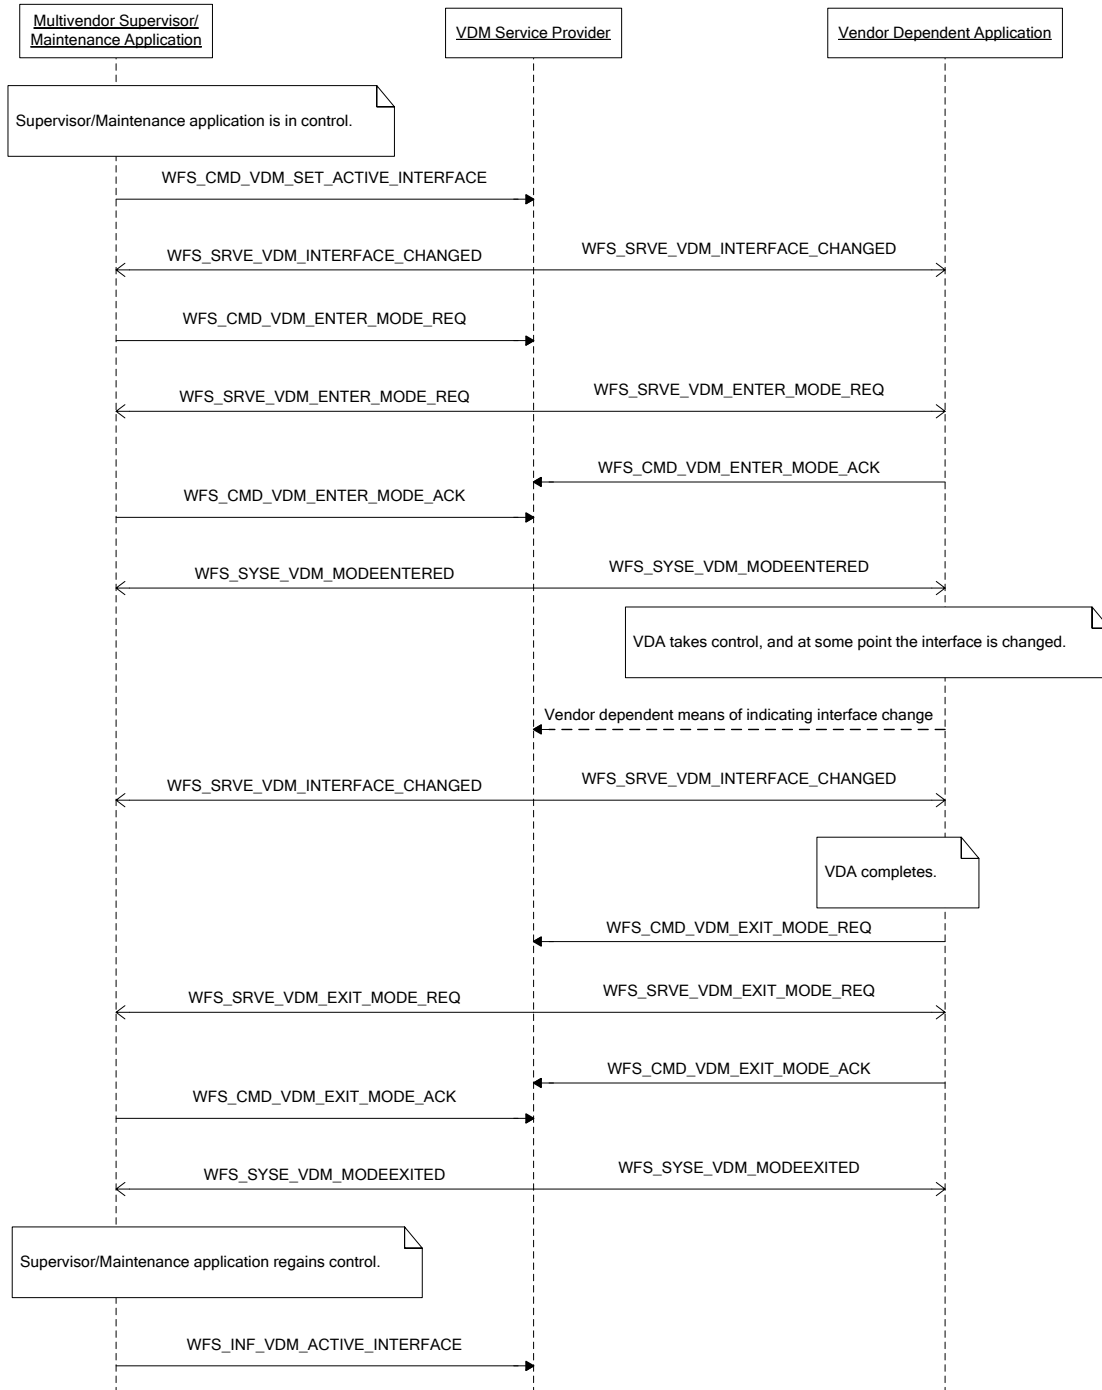 Multivendor Supervisor/
Maintenance Application
VDM Service Provider
Vendor Dependent Application
Supervisor/Maintenance application is in control.
WFS_CMD_VDM_SET_ACTIVE_INTERFACE
WFS_SRVE_VDM_INTERFACE_CHANGED
WFS_SRVE_VDM_INTERFACE_CHANGED
WFS_CMD_VDM_ENTER_MODE_REQ
WFS_SRVE_VDM_ENTER_MODE_REQ
WFS_SRVE_VDM_ENTER_MODE_REQ
WFS_CMD_VDM_ENTER_MODE_ACK
WFS_CMD_VDM_ENTER_MODE_ACK
WFS_SYSE_VDM_MODEENTERED
WFS_SYSE_VDM_MODEENTERED
VDA takes control, and at some point the interface is changed.
Vendor dependent means of indicating interface change
WFS_SRVE_VDM_INTERFACE_CHANGED
WFS_SRVE_VDM_INTERFACE_CHANGED
VDA completes.
WFS_CMD_VDM_EXIT_MODE_REQ
WFS_SRVE_VDM_EXIT_MODE_REQ
WFS_SRVE_VDM_EXIT_MODE_REQ
WFS_CMD_VDM_EXIT_MODE_ACK
WFS_CMD_VDM_EXIT_MODE_ACK
WFS_SYSE_VDM_MODEEXITED
WFS_SYSE_VDM_MODEEXITED
Supervisor/Maintenance application regains control.
WFS_INF_VDM_ACTIVE_INTERFACE